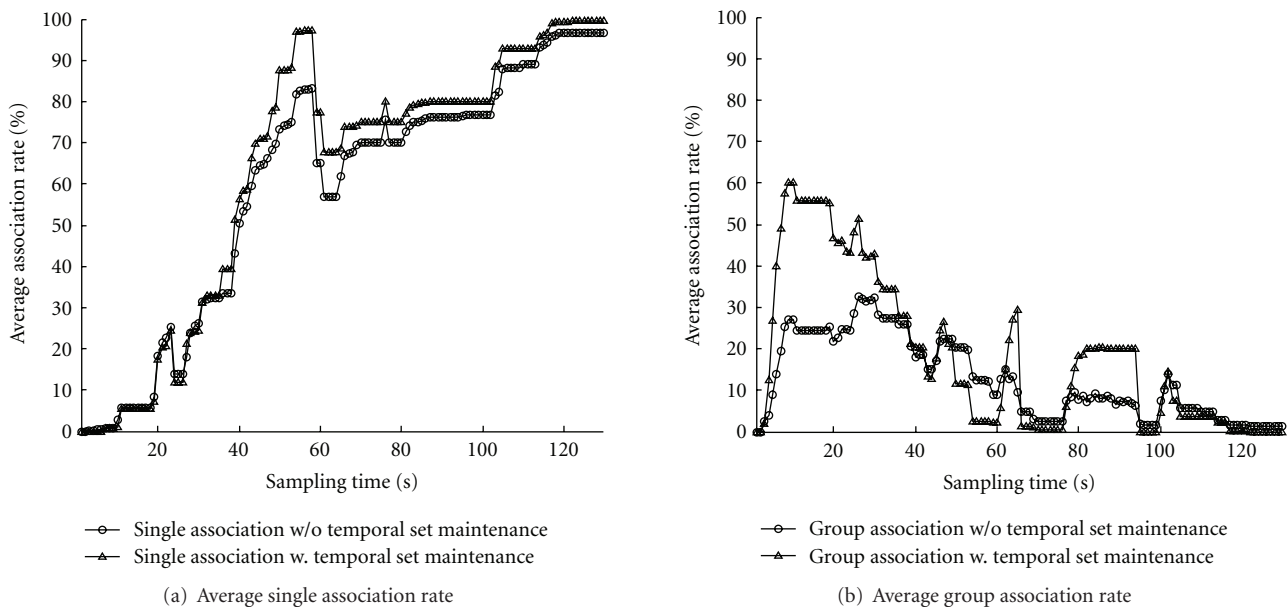 Average association rate (%)
100
90
80
70
60
50
40
30
20
10
0
20 40 60 80 100 120
Sampling time (s)
Single association w/o temporal set maintenance
Single association w. temporal set maintenance
(a) Average single association rate
Average association rate (%)
100
90
80
70
60
50
40
30
20
10
0
20 40 60 80 100 120
Sampling time (s)
Group association w/o temporal set maintenance
Group association w. temporal set maintenance
(b) Average group association rate